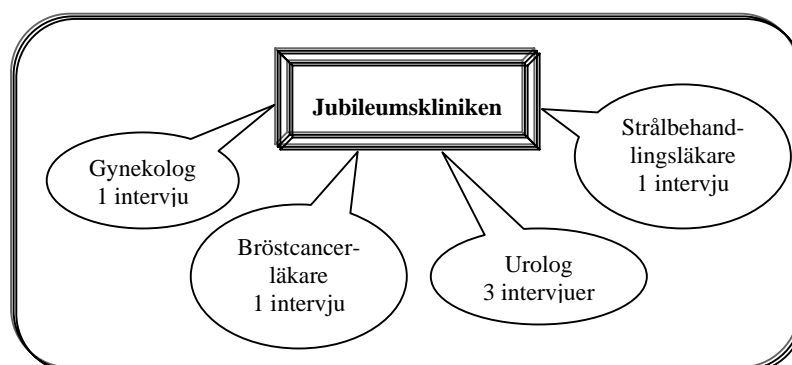 Jubileumskliniken
Gynekolog
1 intervju
Bröstcancer-
läkare
1 intervju
Urolog
3 intervjuer
Strålbehand-
lingsläkare
1 intervju